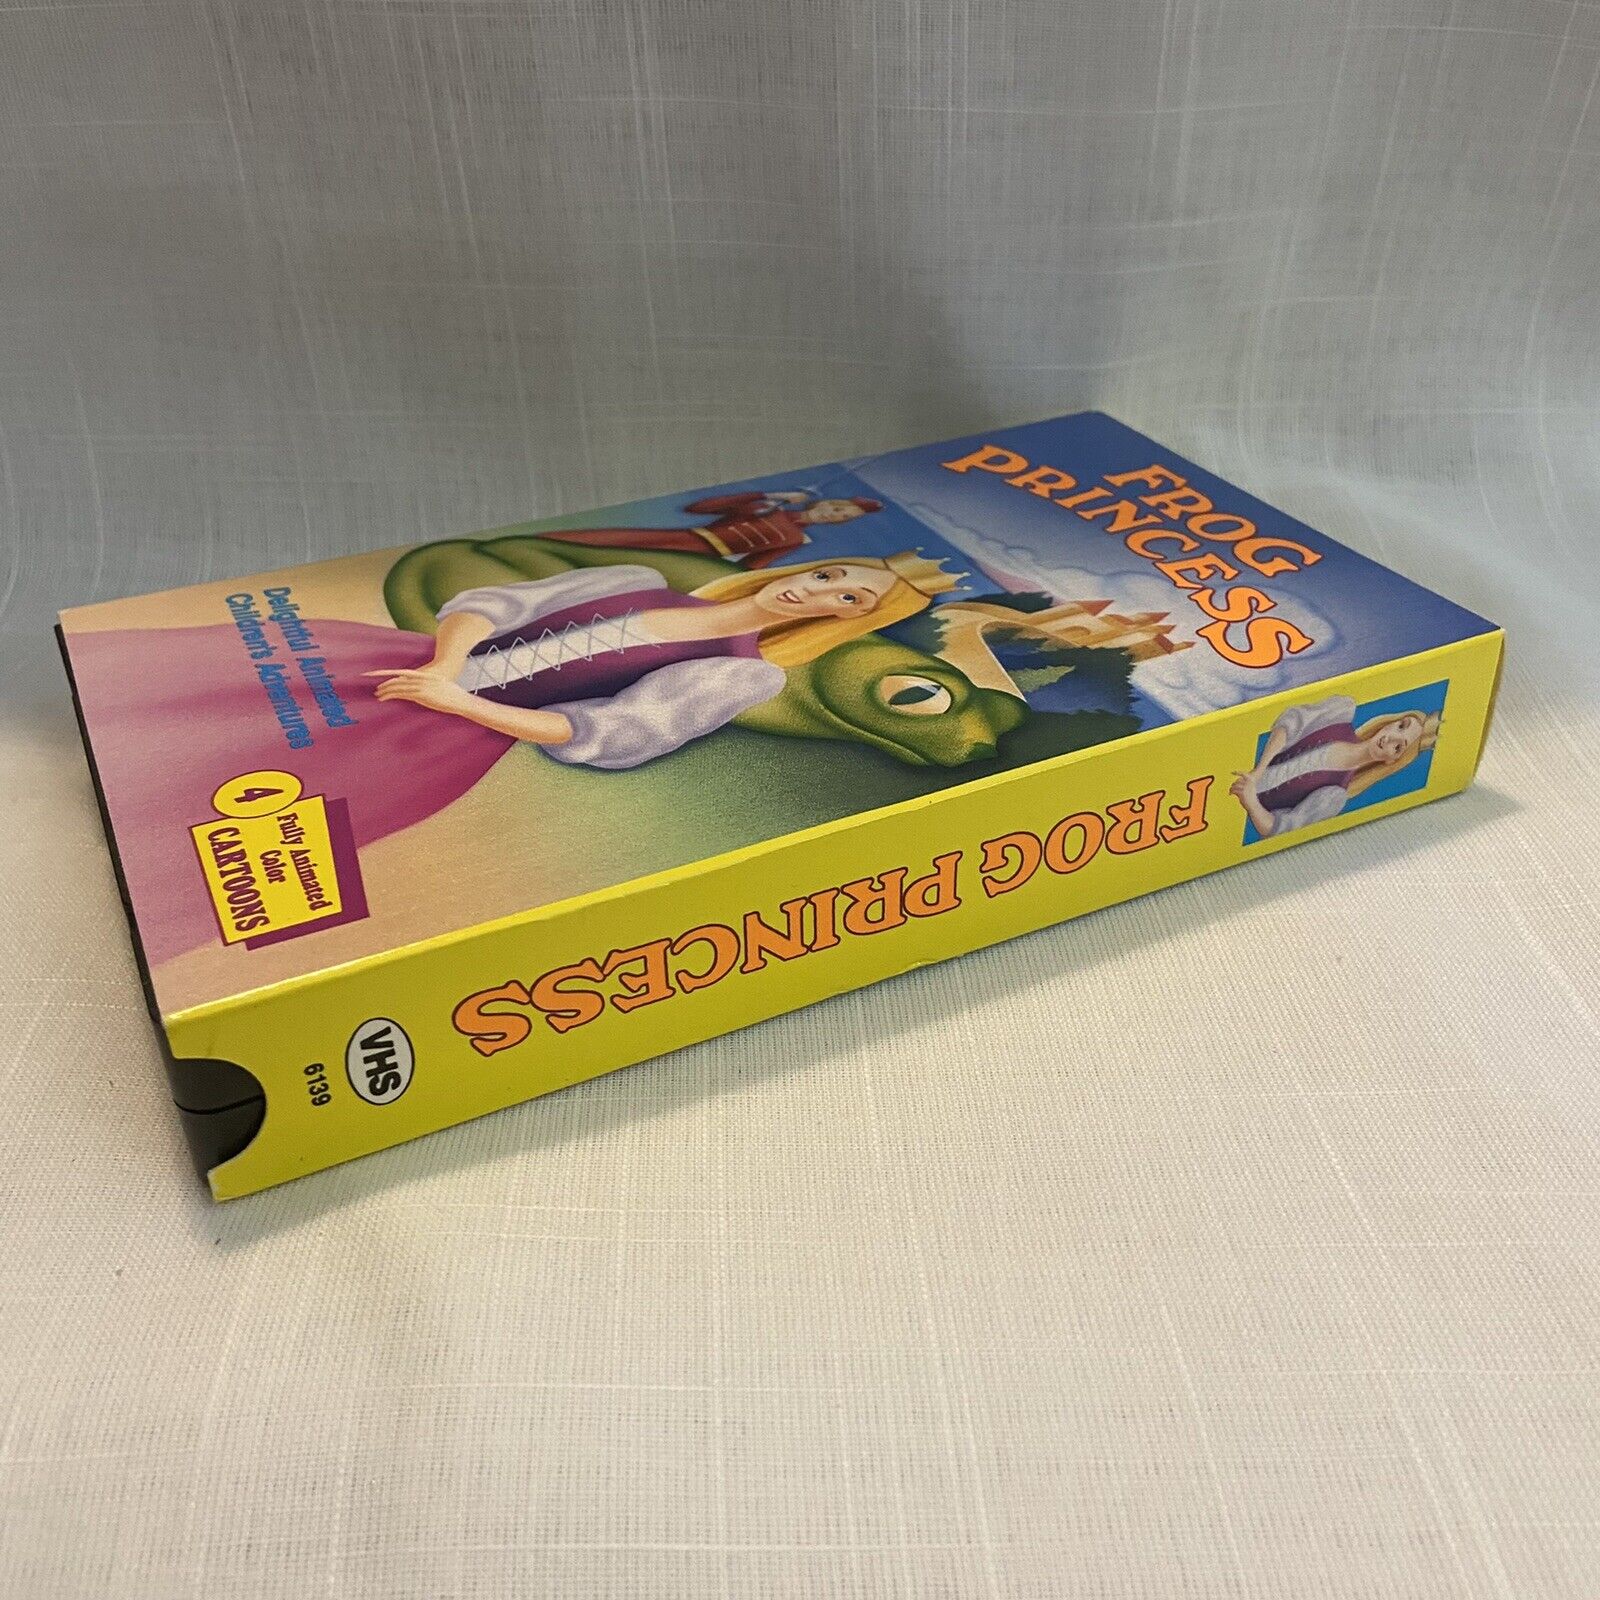 FROG
PRINCESS
Delightful Animated
Children's Adventures
4
Fully Animated
Color
CARTOONS
FROG PRINCESS
VHS
6139